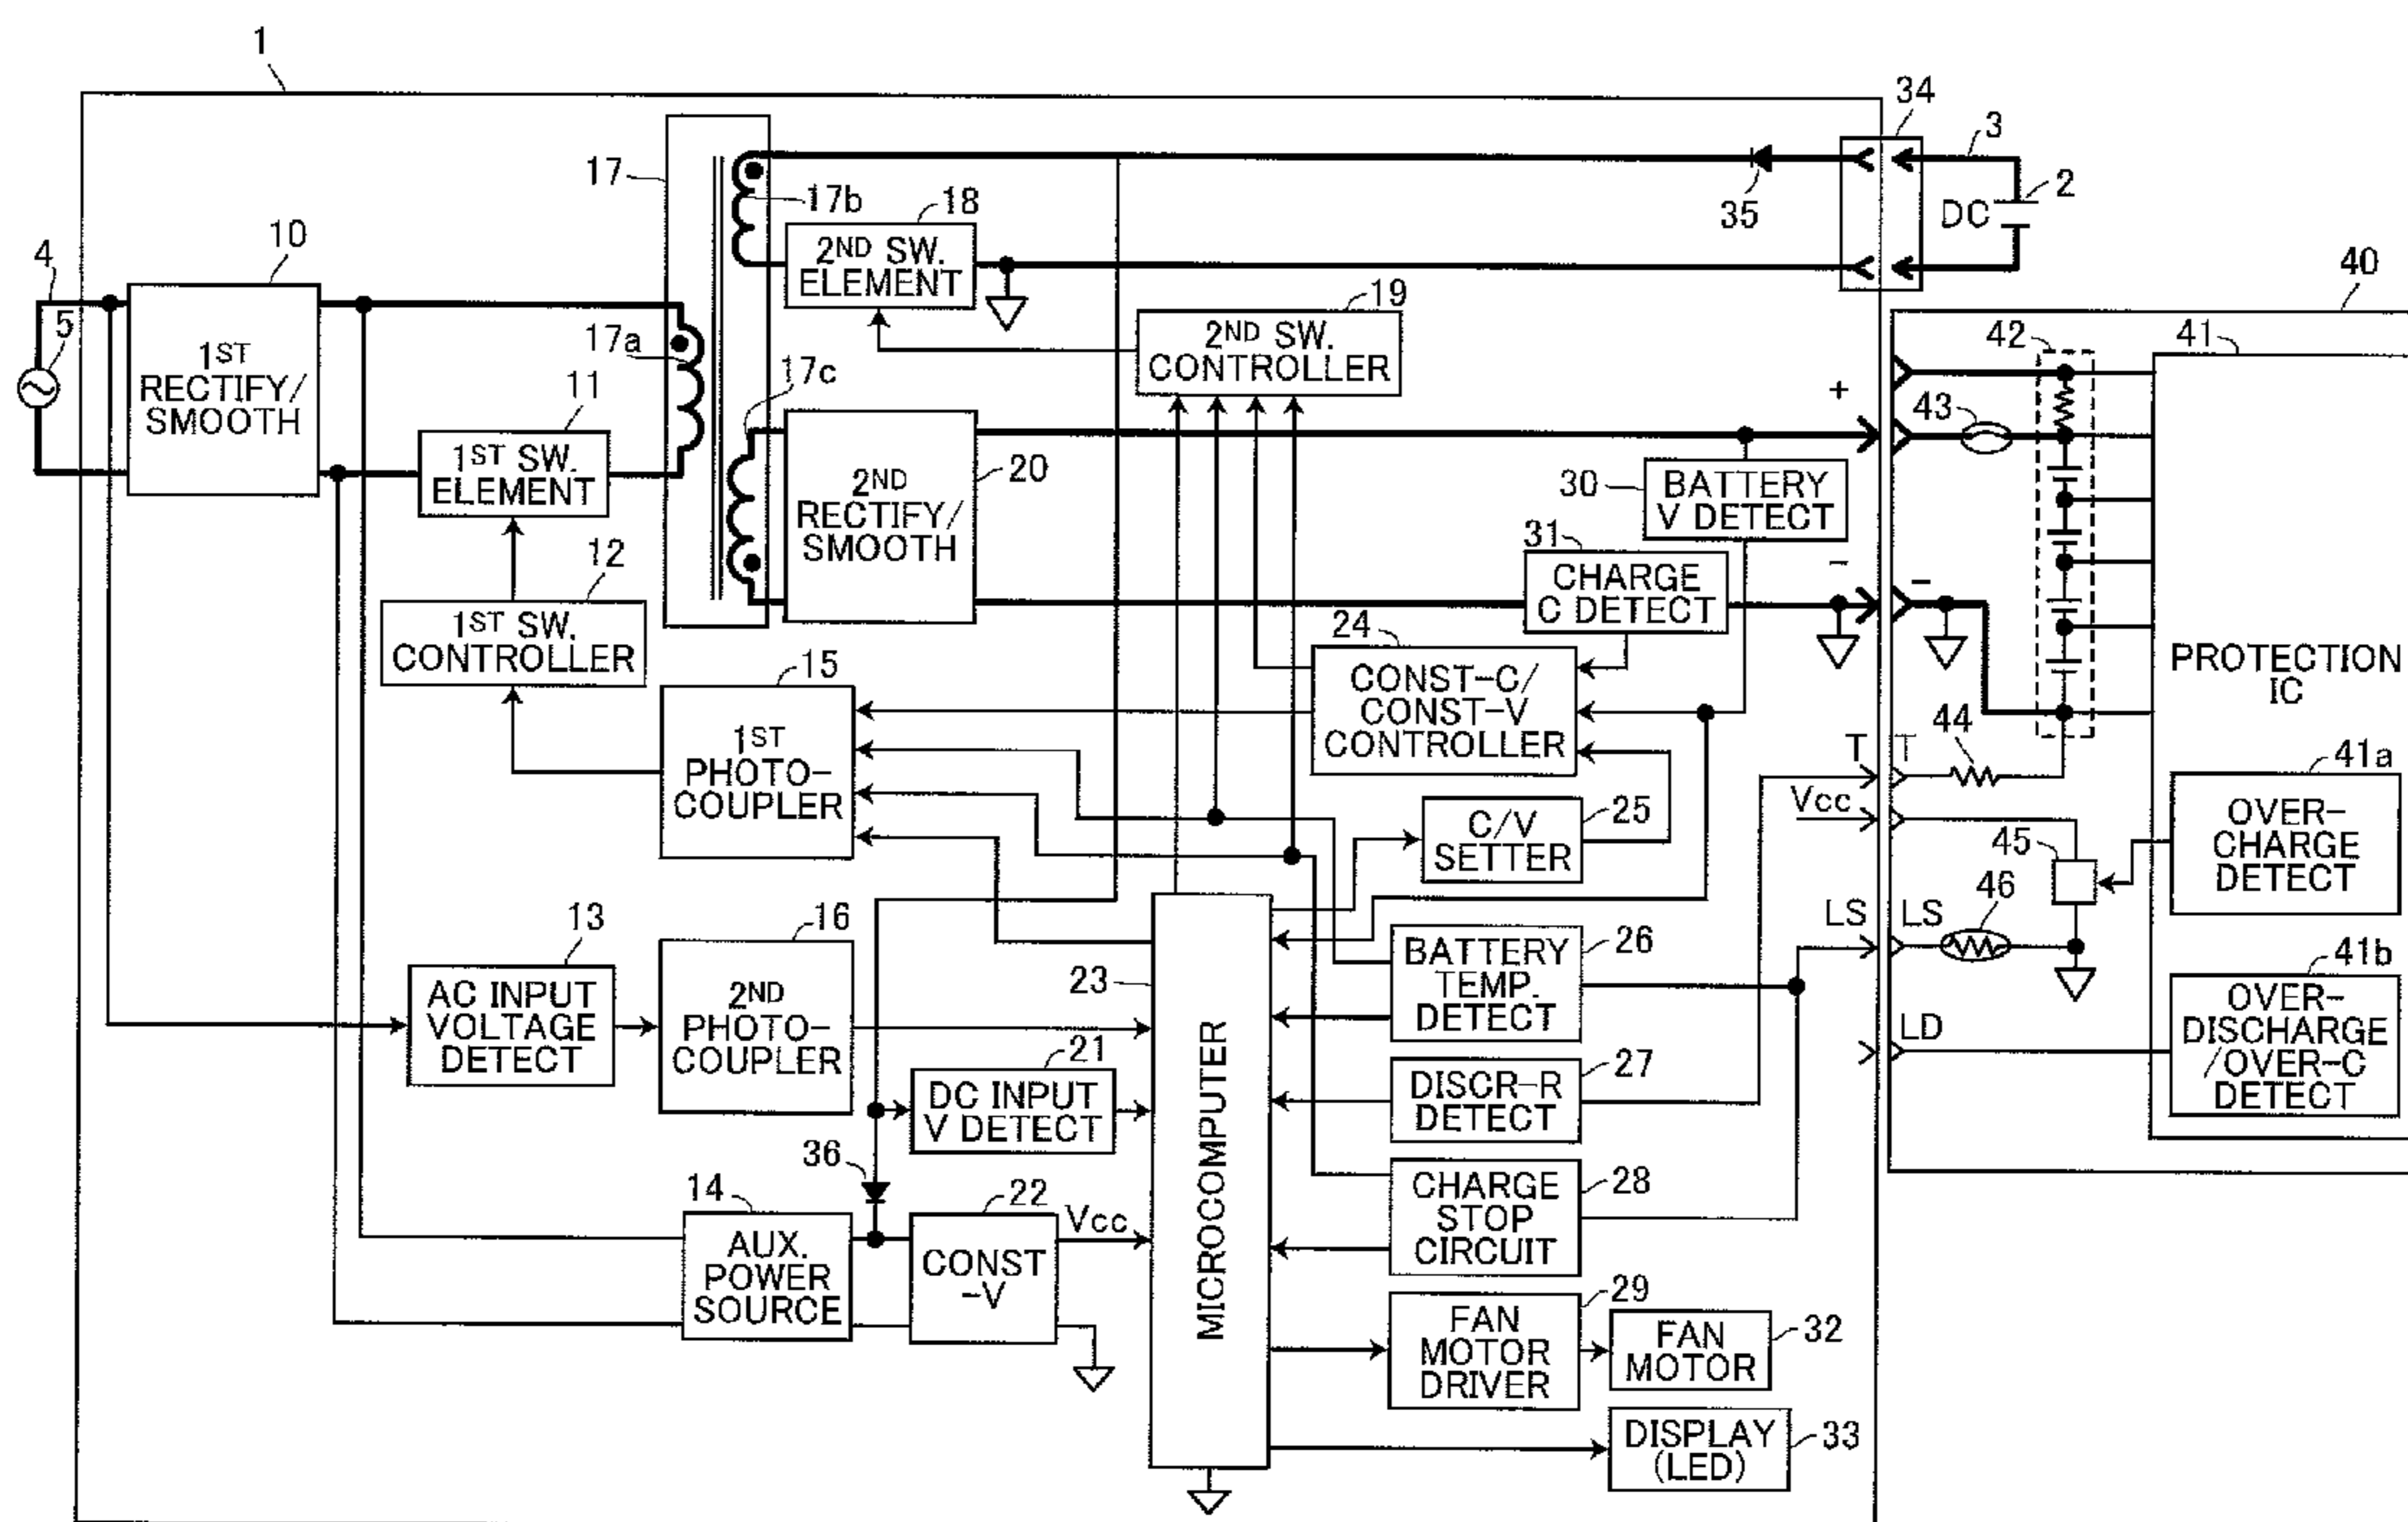 1
34
3
17
17b
18
35
DC
2
10
2ND SW.
ELEMENT
4
19
40
5
17a
2ND SW.
CONTROLLER
42
41
1ST
RECTIFY/
SMOOTH
11
17c
+
43
1ST SW.
ELEMENT
20
2ND
RECTIFY/
SMOOTH
30
BATTERY
V DETECT
12
31
CHARGE
C DETECT
-
-
1ST SW.
CONTROLLER
24
15
CONST-C/
CONST-V
CONTROLLER
PROTECTION
IC
1ST
PHOTO-
COUPLER
44
T
T
41a
Vcc
C/V
SETTER
25
45
OVER-
CHARGE
DETECT
46
13
16
LS
LS
41b
AC INPUT
VOLTAGE
DETECT
2ND
PHOTO-
COUPLER
23
BATTERY
TEMP.
DETECT
26
OVER-
DISCHARGE
/OVER-C
DETECT
LD
21
DC INPUT
V DETECT
DISCR-R
DETECT
27
MICROCOMPUTER
36
14
22
Vcc
CHARGE
STOP
CIRCUIT
28
AUX.
POWER
SOURCE
CONST
-V
29
FAN
MOTOR
DRIVER
FAN
MOTOR
32
DISPLAY
(LED)
33